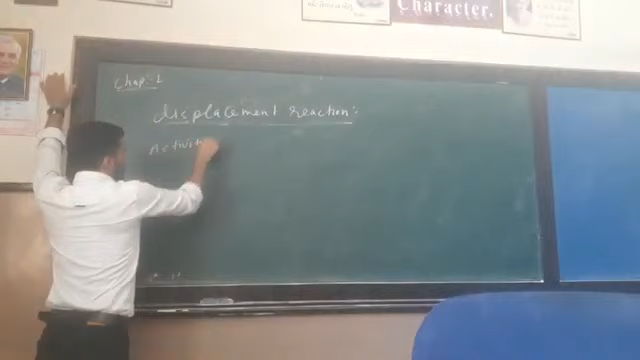 Character.
Chap:- 1
displacement reaction:-
Activit